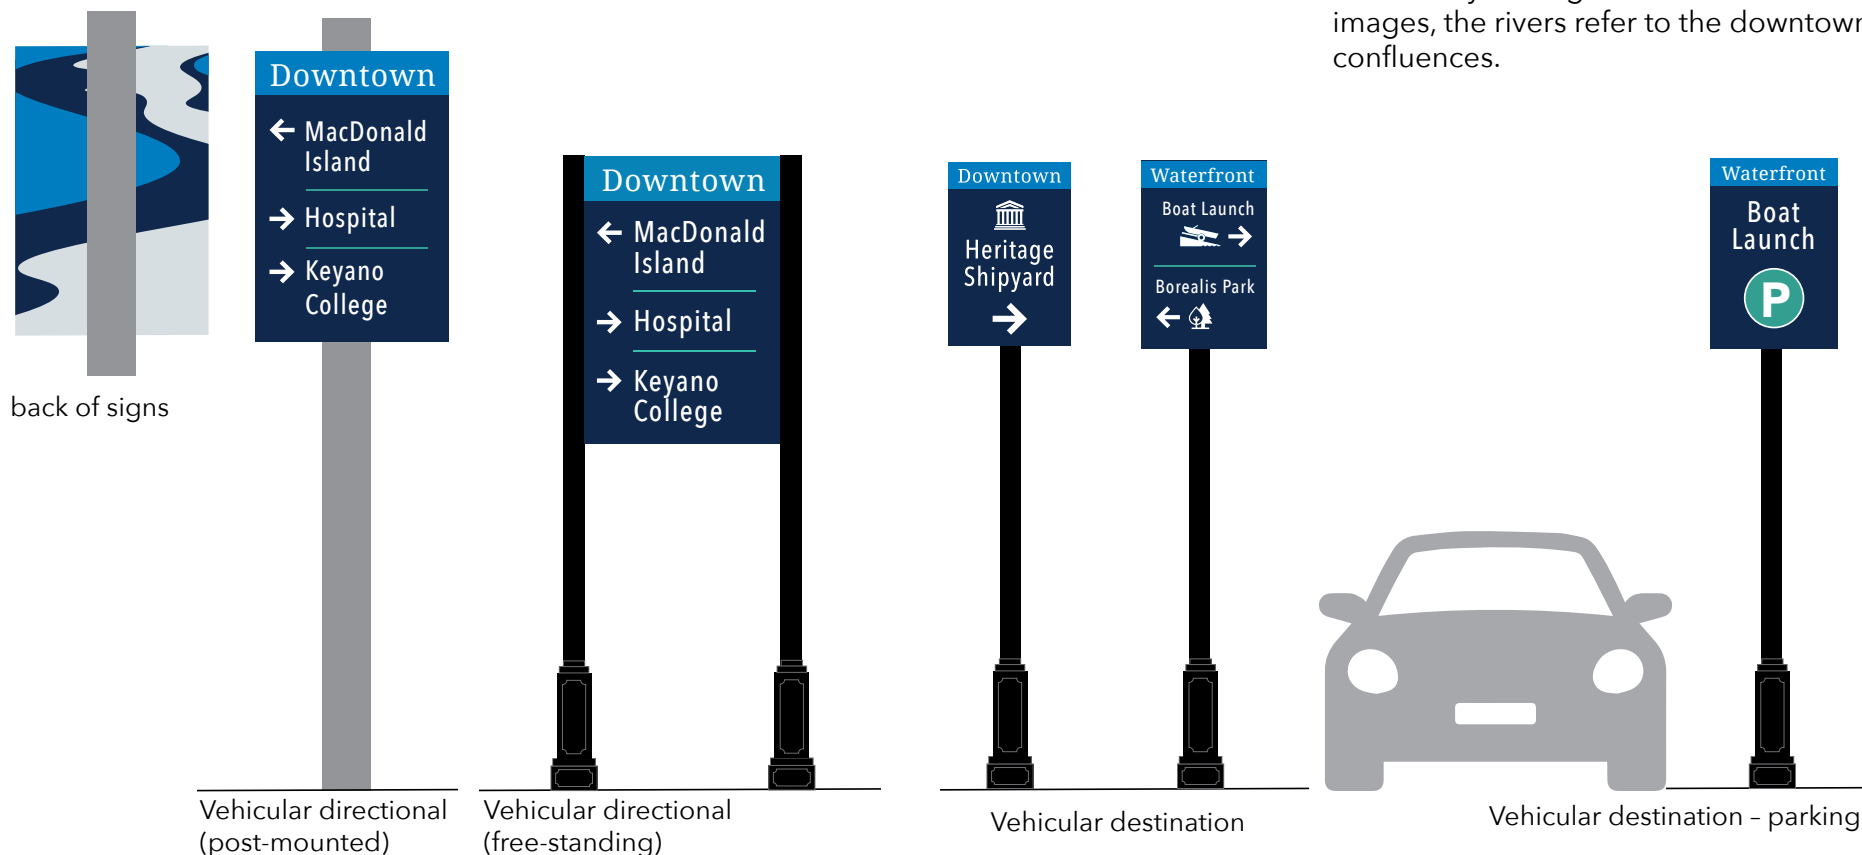 images, the rivers refer to the downtown
confluences.
back of signs
Downtown
MacDonald
Island
Hospital
Keyano
College
Vehicular directional
(post-mounted)
Downtown
MacDonald
Island
Hospital
Keyano
College
Vehicular directional
(free-standing)
Downtown
Heritage
Shipyard
Waterfront
Boat Launch
Borealis Park
Vehicular destination
Waterfront
Boat
Launch
P
Vehicular destination – parking